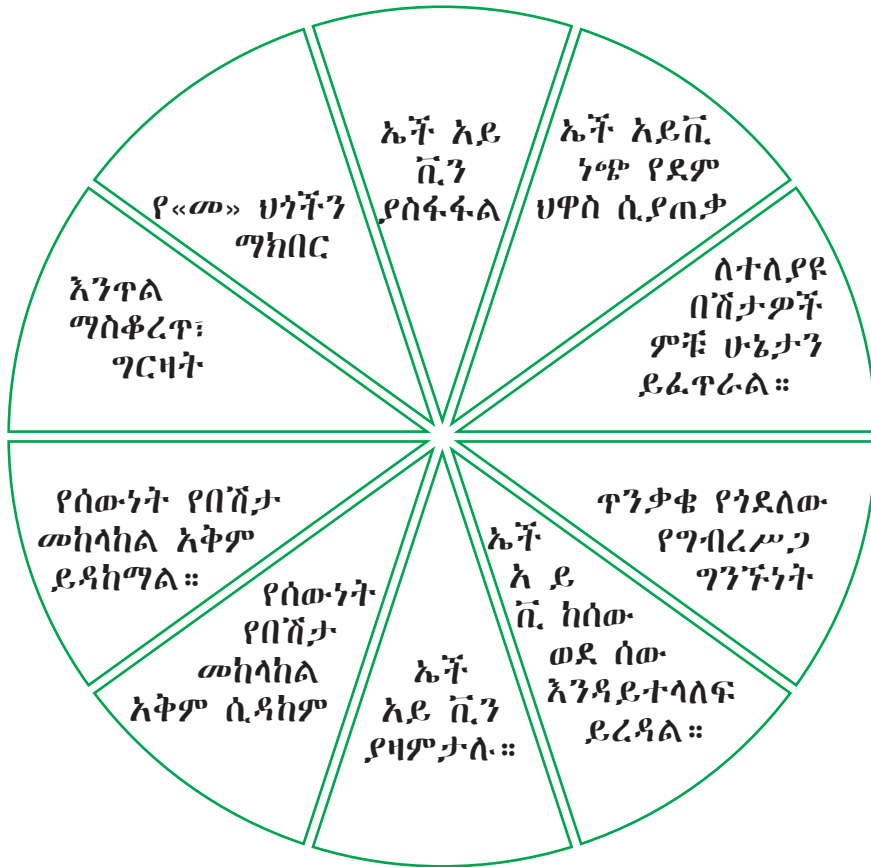 ኤች አይ
ቪን
ያስፋፋል
ኤች አይቪ
ነጭ የደም
ህዋስ ሲያጠቃ
ለተለያዩ
በሽታዎች
ምቹ ሁኔታን
ይፈጥራል።
ጥንቃቄ የጎደለው
የግብረሥጋ
ግንኙነት
ኤች
አ ይ
ቪ ከሰው
ወደ ሰው
እንዳይተላለፍ
ይረዳል።
ኤች
አይ ቪን
ያዛምታሉ።
የሰውነት
የበሽታ
መከላከል
አቅም ሲዳከም
የሰውነት የበሽታ
መከላከል አቅም
ይዳከማል።
እንጥል
ማስቆረጥ፣
ግርዛት
የ«መ» ህጎችን
ማክበር